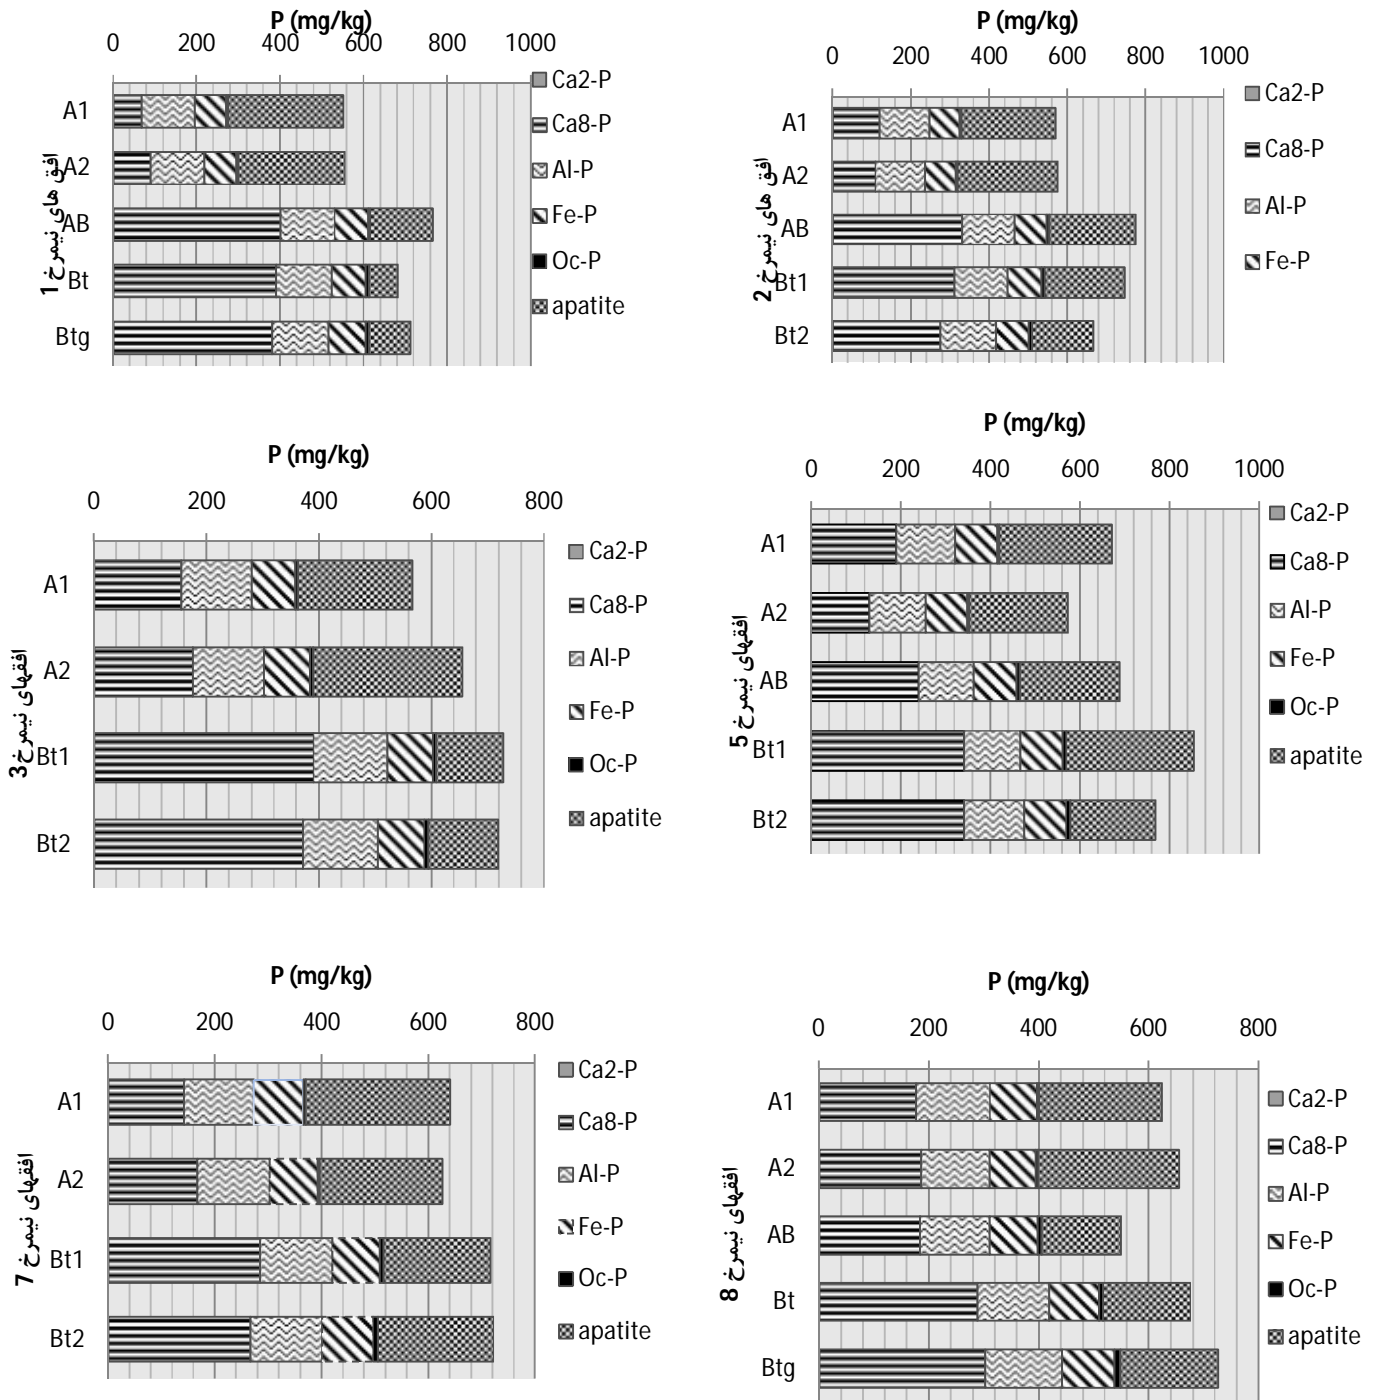 P (mg/kg)
0 200 400 600 800 1000
A1
A2
AB
Bt
Btg
افق های نیمرخ 1
Ca2-P
Ca8-P
Al-P
Fe-P
Oc-P
apatite
P (mg/kg)
0 200 400 600 800 1000
A1
A2
AB
Bt1
Bt2
افق های نیمرخ 2
Ca2-P
Ca8-P
Al-P
Fe-P
P (mg/kg)
0 200 400 600 800
A1
A2
Bt1
Bt2
افقهای نیمرخ 3
Ca2-P
Ca8-P
Al-P
Fe-P
Oc-P
apatite
P (mg/kg)
0 200 400 600 800 1000
A1
A2
AB
Bt1
Bt2
افقهای نیمرخ 5
Ca2-P
Ca8-P
Al-P
Fe-P
Oc-P
apatite
P (mg/kg)
0 200 400 600 800
A1
A2
Bt1
Bt2
افقهای نیمرخ 7
Ca2-P
Ca8-P
Al-P
Fe-P
Oc-P
apatite
P (mg/kg)
0 200 400 600 800
A1
A2
AB
Bt
Btg
افقهای نیمرخ 8
Ca2-P
Ca8-P
Al-P
Fe-P
Oc-P
apatite